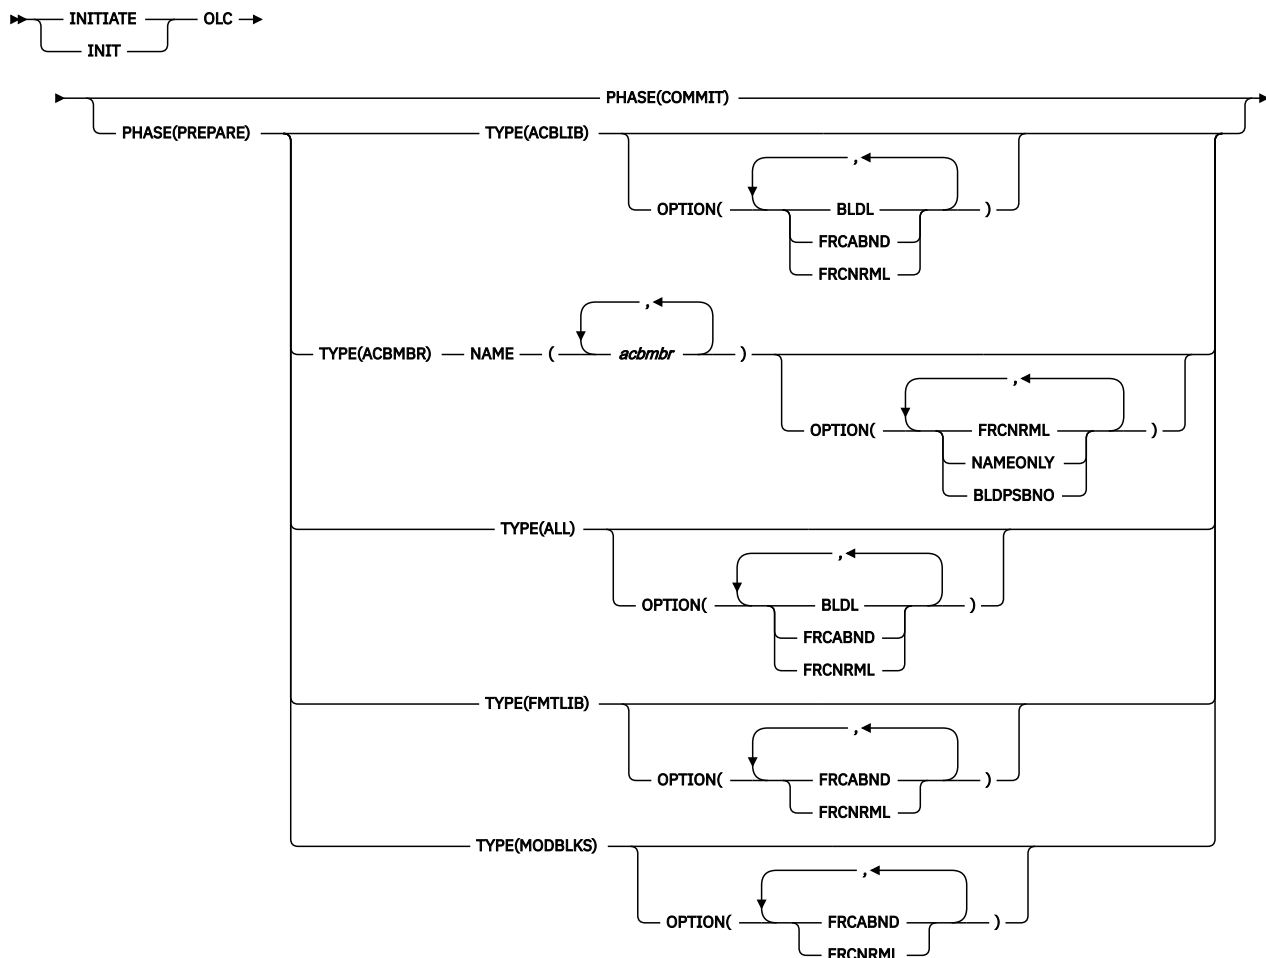 INITIATE OLC
INIT
PHASE(COMMIT)
PHASE(PREPARE) TYPE(ACBLIB)
,
OPTION( BLDL )
FRCABND
FRCNRML
,
TYPE(ACBMBR) NAME ( acbmbr )
,
OPTION( FRCNRML )
NAMEONLY
BLDPSBNO
TYPE(ALL)
,
OPTION( BLDL )
FRCABND
FRCNRML
TYPE(FMTLIB)
,
OPTION( FRCABND )
FRCNRML
TYPE(MODBLKS)
,
OPTION( FRCABND )
FRCNRML